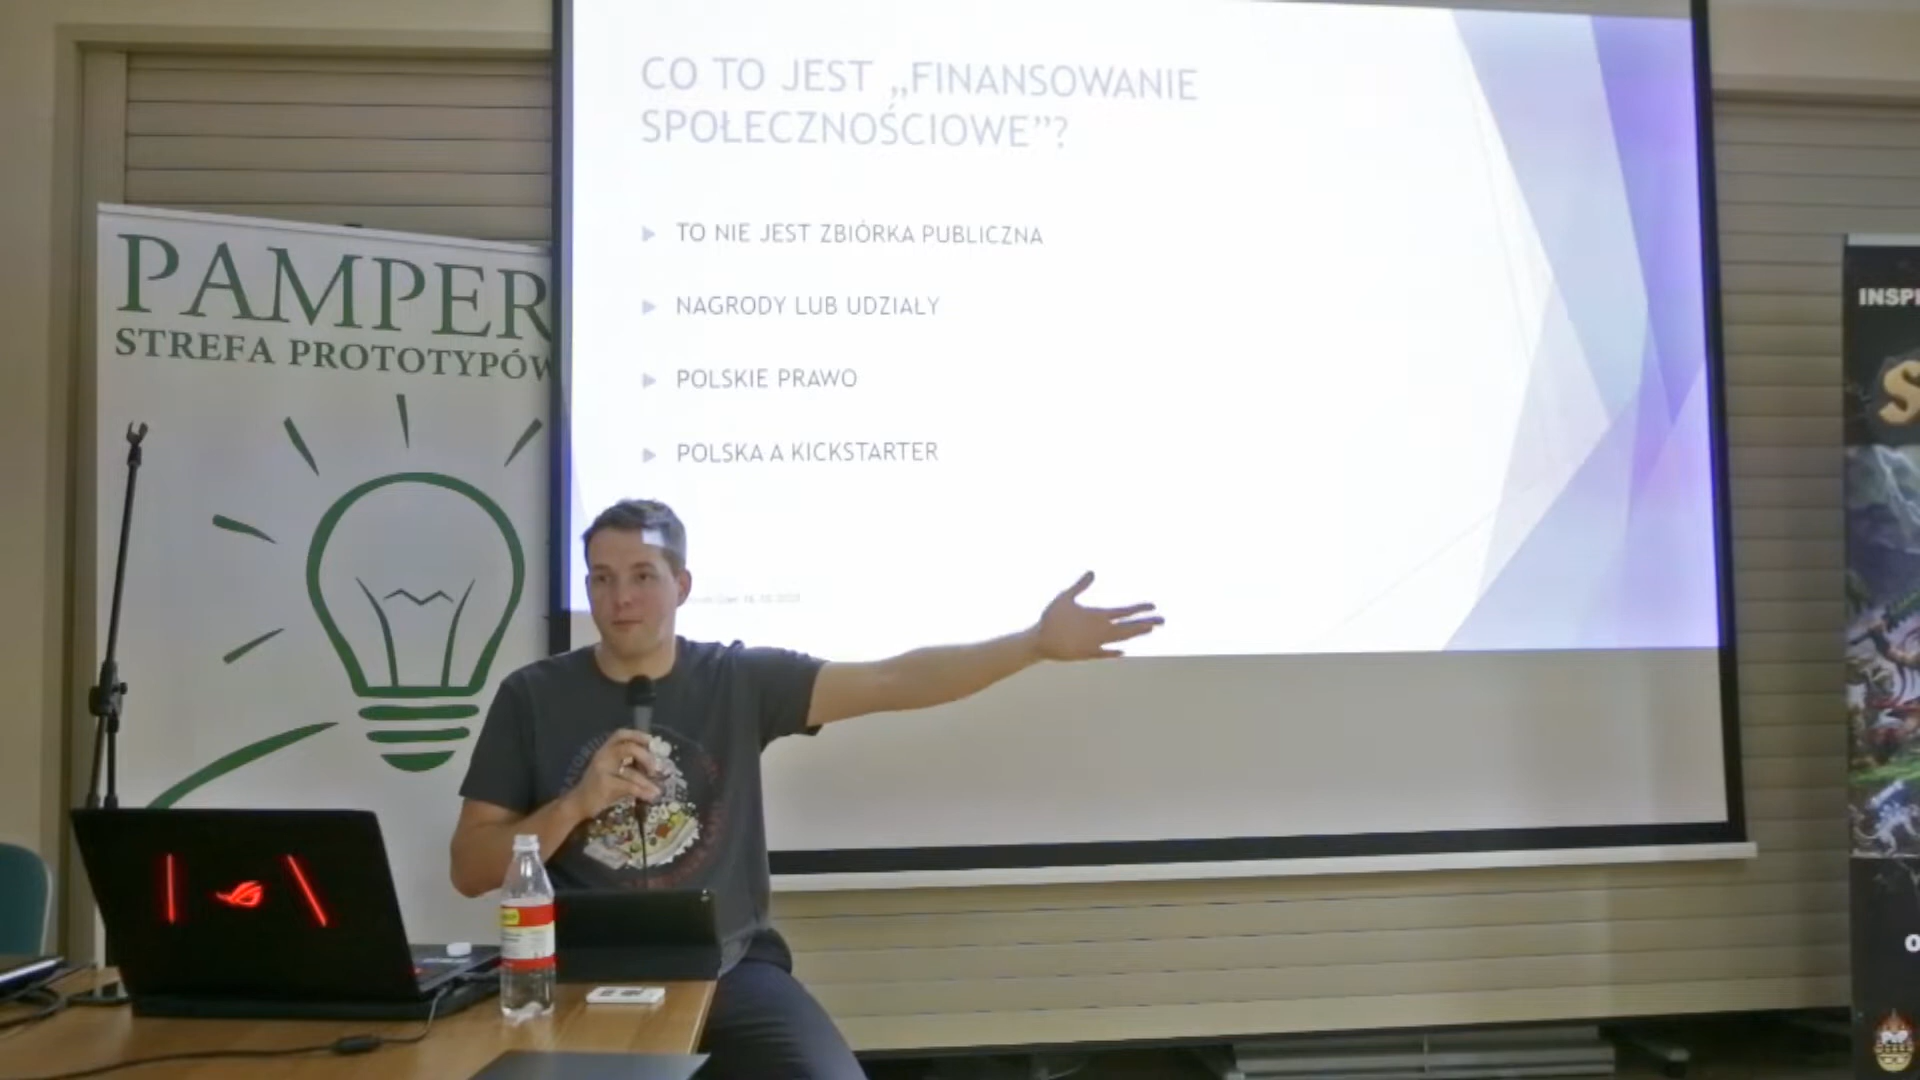 CO TO JEST „FINANSOWANIE
SPOŁECZNOŚCIOWE”?
TO NIE JEST ZBIÓRKA PUBLICZNA
NAGRODY LUB UDZIAŁY
POLSKIE PRAWO
POLSKA A KICKSTARTER
PAMPER
STREFA PROTOTYPÓW
INSPI